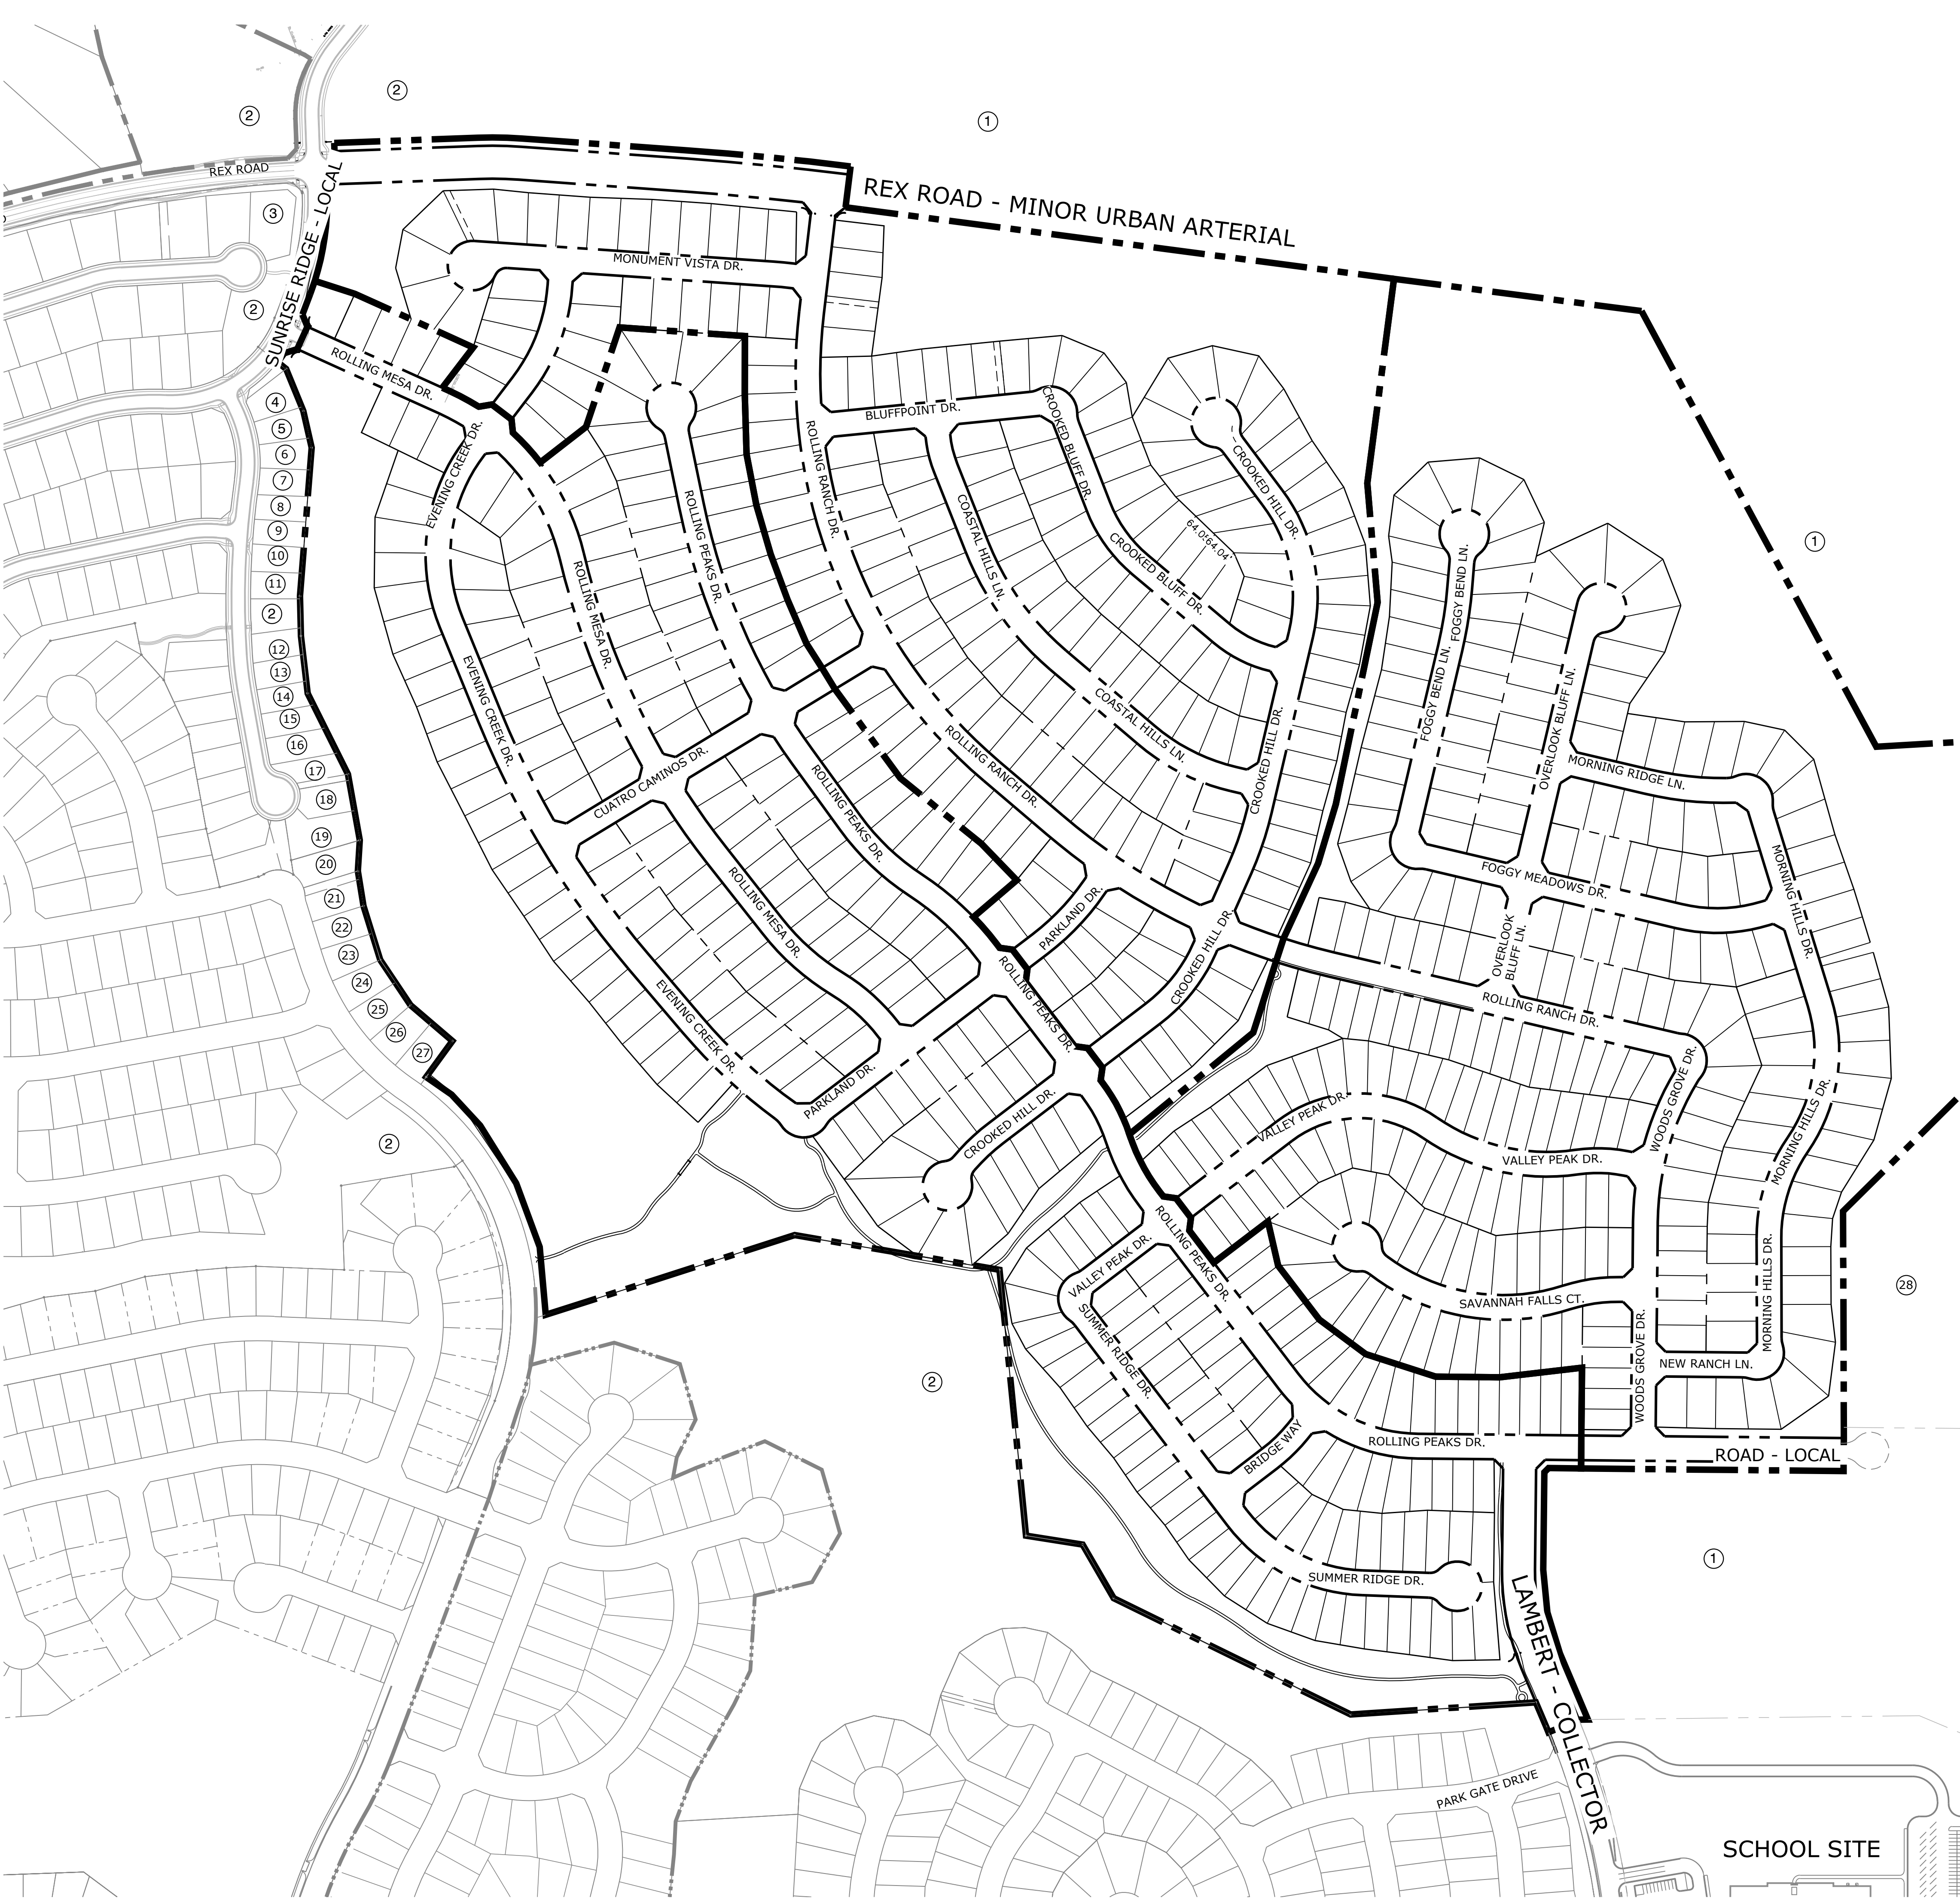 2
2
1
REX ROAD
SUNRISE RIDGE - LOCAL
REX ROAD - MINOR URBAN ARTERIAL
3
MONUMENT VISTA DR.
2
ROLLING MESA DR.
4
5
6
7
8
9
10
11
2
12
13
14
15
16
17
18
19
20
21
22
23
24
25
26
27
2
EVENING CREEK DR.
EVENING CREEK DR.
EVENING CREEK DR.
ROLLING MESA DR.
ROLLING MESA DR.
ROLLING PEAKS DR.
ROLLING PEAKS DR.
CUATRO CAMINOS DR.
BLUFFPOINT DR.
ROLLING RANCH DR.
ROLLING RANCH DR.
COASTAL HILLS LN.
COASTAL HILLS LN.
CROOKED BLUFF DR.
CROOKED BLUFF DR.
64.05'
64.04'
CROOKED HILL DR.
CROOKED HILL DR.
CROOKED HILL DR.
PARKLAND DR.
ROLLING PEAKS DR.
PARKLAND DR.
CROOKED HILL DR.
1
FOGGY BEND LN.
FOGGY BEND LN.
OVERLOOK BLUFF LN.
MORNING RIDGE LN.
MORNING HILLS DR.
FOGGY MEADOWS DR.
OVERLOOK
BLUFF LN.
ROLLING RANCH DR.
WOODS GROVE DR.
MORNING HILLS DR.
VALLEY PEAK DR.
VALLEY PEAK DR.
VALLEY PEAK DR.
ROLLING PEAKS DR.
SUMMER RIDGE DR.
SAVANNAH FALLS CT.
WOODS GROVE DR.
MORNING HILLS DR.
NEW RANCH LN.
28
2
BRIDGE WAY
ROLLING PEAKS DR.
ROAD - LOCAL
1
SUMMER RIDGE DR.
LAMBERT - COLLECTOR
PARK GATE DRIVE
SCHOOL SITE